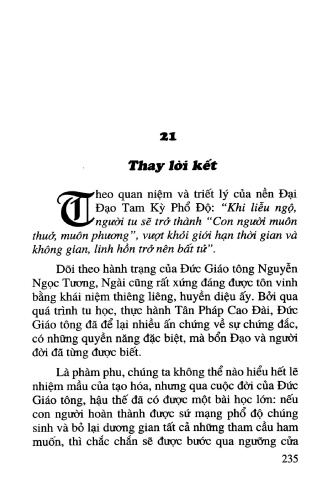 21
Thay lời kết
Theo quan niệm và triết lý của nền Đại
Đạo Tam Kỳ Phổ Độ: “Khi liễu ngộ,
người tu sẽ trở thành “Con người muôn
thuở, muôn phương”, vượt khỏi giới hạn thời gian và
không gian, linh hồn trở nên bất tử”.
Dõi theo hành trạng của Đức Giáo tông Nguyễn
Ngọc Tương, Ngài cũng rất xứng đáng được tôn vinh
bằng khái niệm thiêng liêng, huyền diệu ấy. Bởi qua
quá trình tu học, thực hành Tân Pháp Cao Đài, Đức
Giáo tông đã để lại nhiều ấn chứng về sự chứng đắc,
có những quyền năng đặc biệt, mà bổn Đạo và người
đời đã từng được biết.
Là phàm phu, chúng ta không thể nào hiểu hết lẽ
nhiệm mầu của tạo hóa, nhưng qua cuộc đời của Đức
Giáo tông, hậu thế đã có được một bài học lớn: nếu
con người hoàn thành được sứ mạng phổ độ chúng
sinh và bỏ lại dương gian tất cả những tham cầu ham
muốn, thì chắc chắn sẽ được bước qua ngưỡng cửa
235